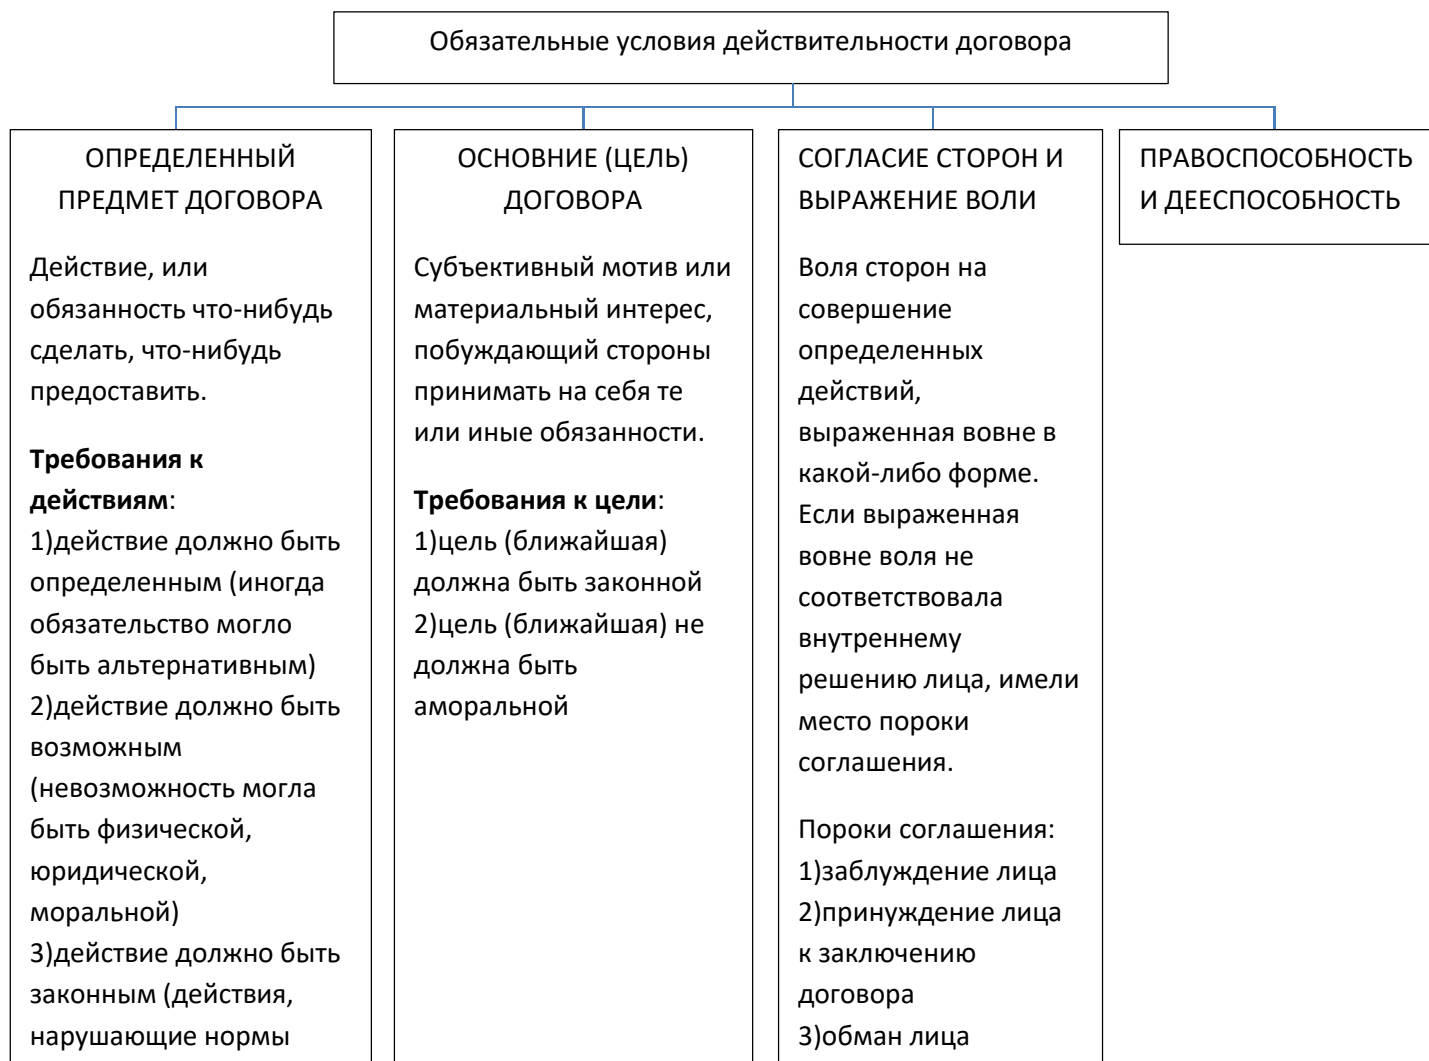 Обязательные условия действительности договора
ОПРЕДЕЛЕННЫЙ
ПРЕДМЕТ ДОГОВОРА
Действие, или
обязанность что-нибудь
сделать, что-нибудь
предоставить.
Требования к
действиям:
1)действие должно быть
определенным (иногда
обязательство могло
быть альтернативным)
2)действие должно быть
возможным
(невозможность могла
быть физической,
юридической,
моральной)
3)действие должно быть
законным (действия,
нарушающие нормы
ОСНОВНИЕ (ЦЕЛЬ)
ДОГОВОРА
Субъективный мотив или
материальный интерес,
побуждающий стороны
принимать на себя те
или иные обязанности.
Требования к цели:
1)цель (ближайшая)
должна быть законной
2)цель (ближайшая) не
должна быть
аморальной
СОГЛАСИЕ СТОРОН И
ВЫРАЖЕНИЕ ВОЛИ
Воля сторон на
совершение
определенных
действий,
выраженная вовне в
какой-либо форме.
Если выраженная
вовне воля не
соответствовала
внутреннему
решению лица, имели
место пороки
соглашения.
Пороки соглашения:
1)заблуждение лица
2)принуждение лица
к заключению
договора
3)обман лица
ПРАВОСПОСОБНОСТЬ
И ДЕЕСПОСОБНОСТЬ